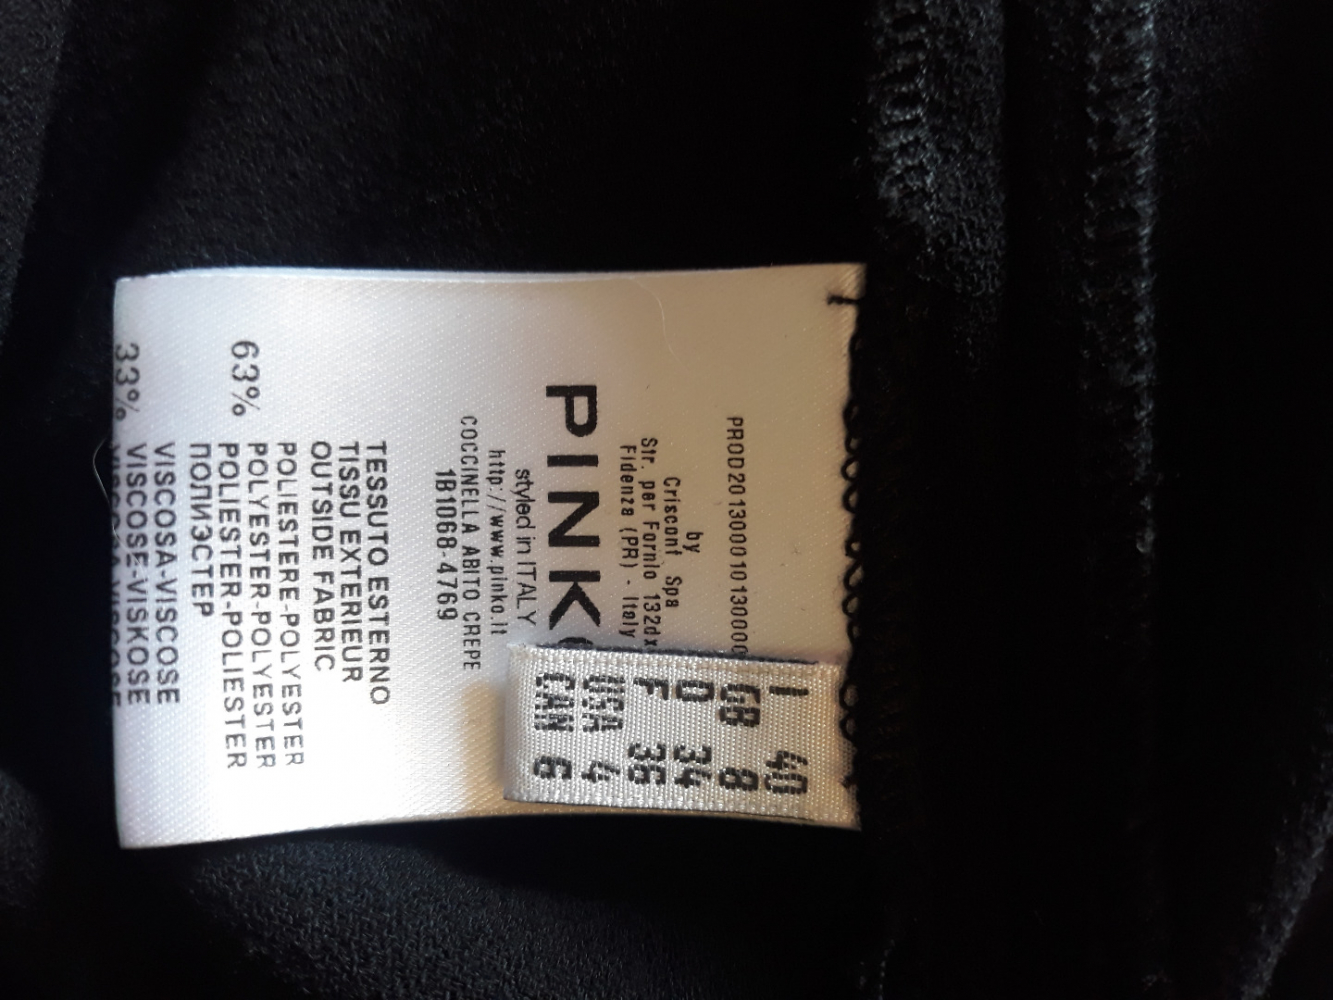 PROD20130001013000
by
Crisconf Spa
Str. per Fornio 132dx
Fidenza (PR) - Italy
PINK
styled in ITALY
http://www.pinko.it
COCCINELLA ABITO CREPE
1B1068-4769
TESSUTO ESTERNO
TISSU EXTERIEUR
OUTSIDE FABRIC
POLIESTERE-POLYESTER
63% POLYESTER-POLYESTER
POLIESTER-POLIESTER
ПОЛИЭСТЕР
VISCOSA-VISCOSE
33% VISCOSE-VISKOSE
I 40
GB 8
D 34
F 36
USA 4
CAN 6